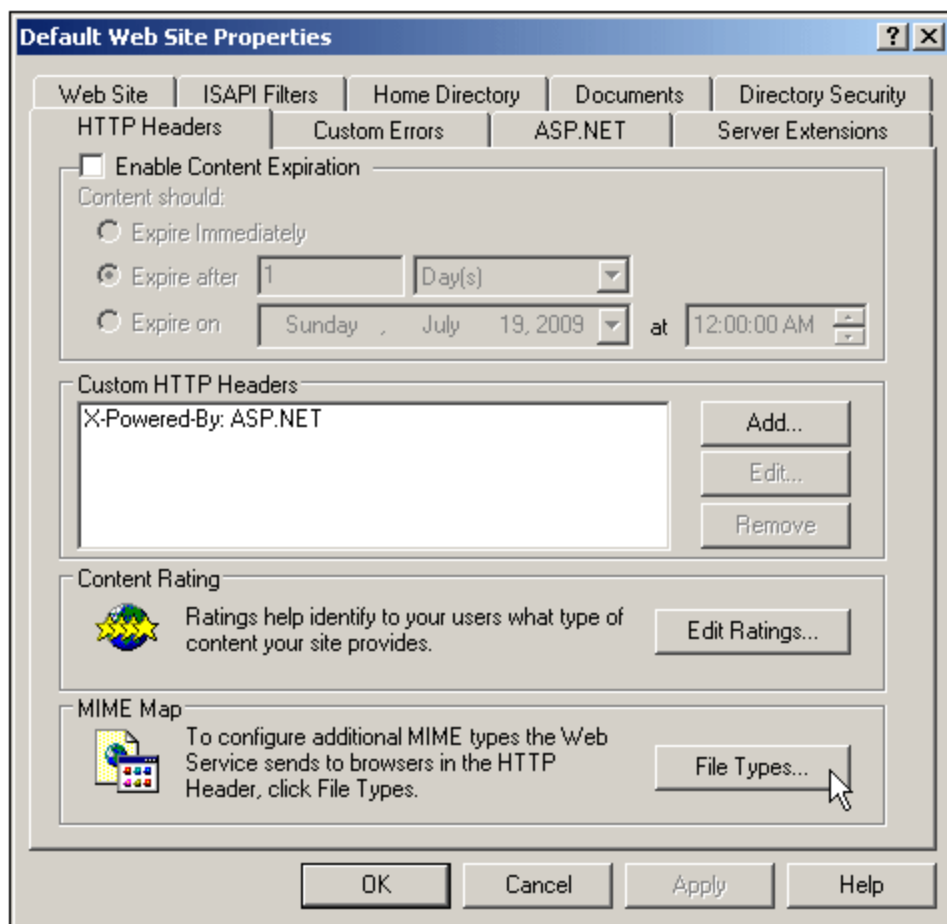 Default Web Site Properties
Web Site
ISAPI Filters
Home Directory
Documents
Directory Security
HTTP Headers
Custom Errors
ASP.NET
Server Extensions
Enable Content Expiration
Content should:
Expire Immediately
Expire after 1 Day(s)
Expire on Sunday , July 19, 2009 at 12:00:00 AM
Custom HTTP Headers
X-Powered-By: ASP.NET
Add...
Edit...
Remove
Content Rating
Ratings help identify to your users what type of
content your site provides.
Edit Ratings...
MIME Map
To configure additional MIME types the Web
Service sends to browsers in the HTTP
Header, click File Types.
File Types...
OK
Cancel
Apply
Help